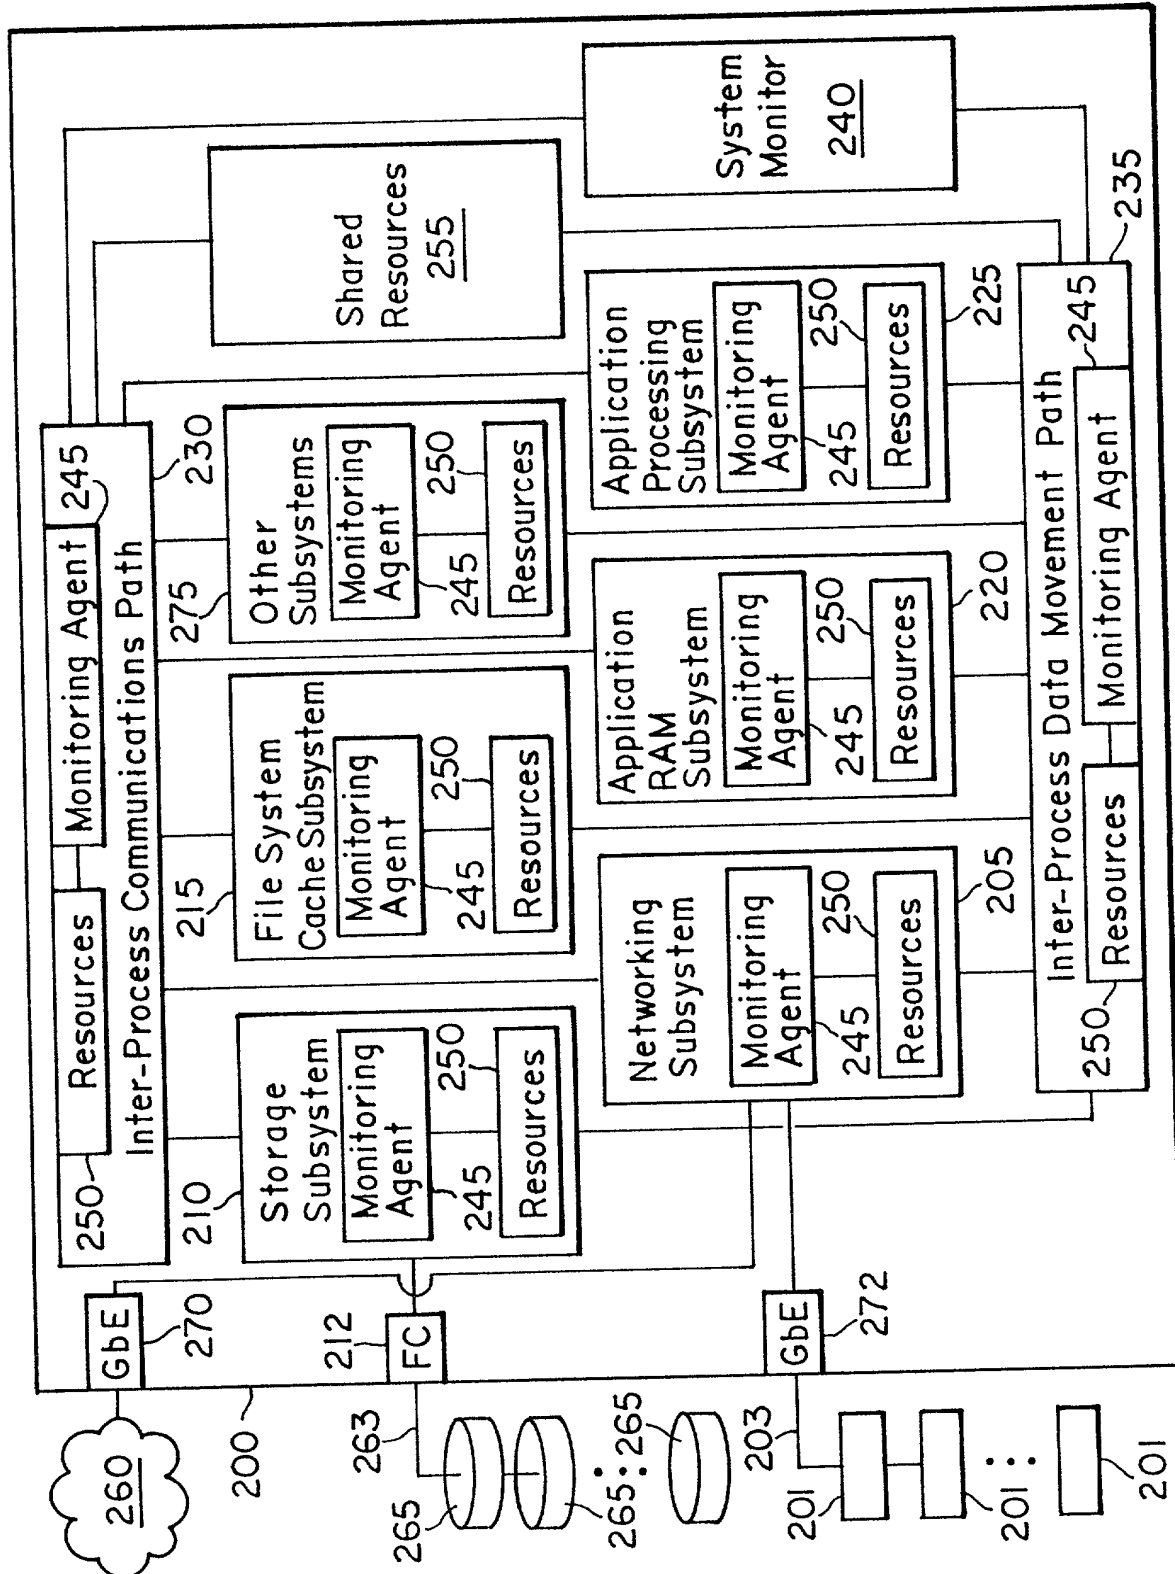 260
GbE
270
200
250
Resources
Monitoring Agent
245
Inter-Process Communications Path
230
210
Storage
Subsystem
Monitoring
Agent
245
250
Resources
215
File System
Cache Subsystem
Monitoring
Agent
245
250
Resources
275
Other
Subsystems
Monitoring
Agent
245
250
Resources
Shared
Resources
255
212
FC
263
265
265
265
Networking
Subsystem
Monitoring
Agent
245
250
Resources
205
Application
RAM
Subsystem
Monitoring
Agent
245
250
Resources
220
Application
Processing
Subsystem
Monitoring
Agent
245
250
Resources
225
System
Monitor
240
GbE
272
203
201
201
201
Inter-Process Data Movement Path
235
250
Resources
Monitoring Agent
245